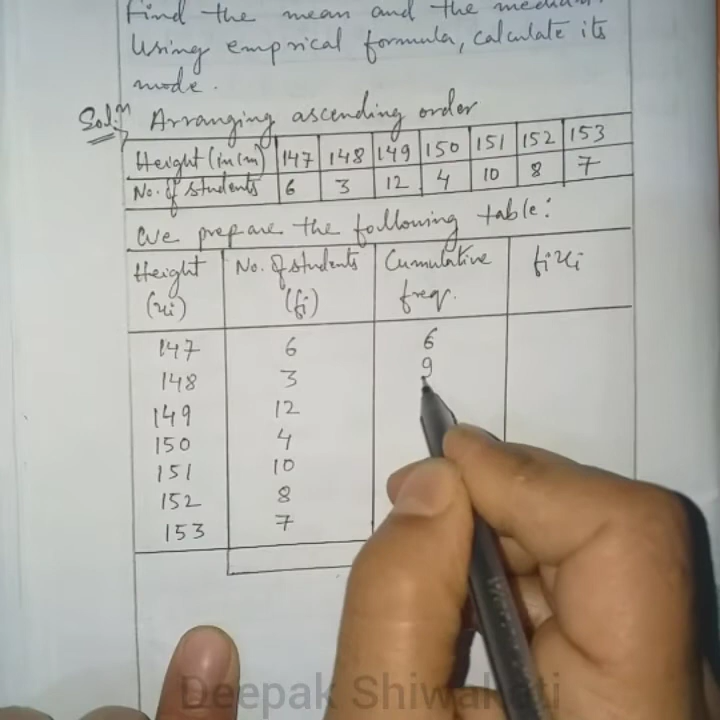 find the mean and the median.
Using emprical formula, calculate its
mode.
Solⁿ: Arranging ascending order
Height (in cm) 147 148 149 150 151 152 153
No. of students 6 3 12 4 10 8 7
We prepare the following table:
Height (xi) No. of students (fi) Cumulative freq. fixi
147 6 6
148 3 9
149 12
150 4
151 10
152 8
153 7
Deepak Shiwakoti